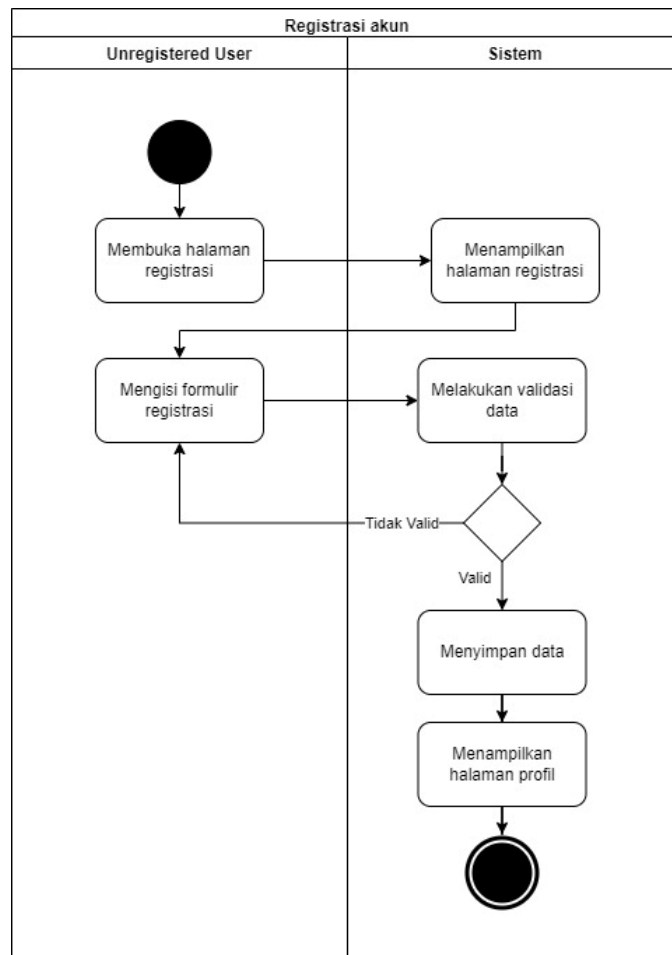 Registrasi akun
Unregistered User
Sistem
Membuka halaman
registrasi
Menampilkan
halaman registrasi
Mengisi formulir
registrasi
Melakukan validasi
data
Tidak Valid
Valid
Menyimpan data
Menampilkan
halaman profil